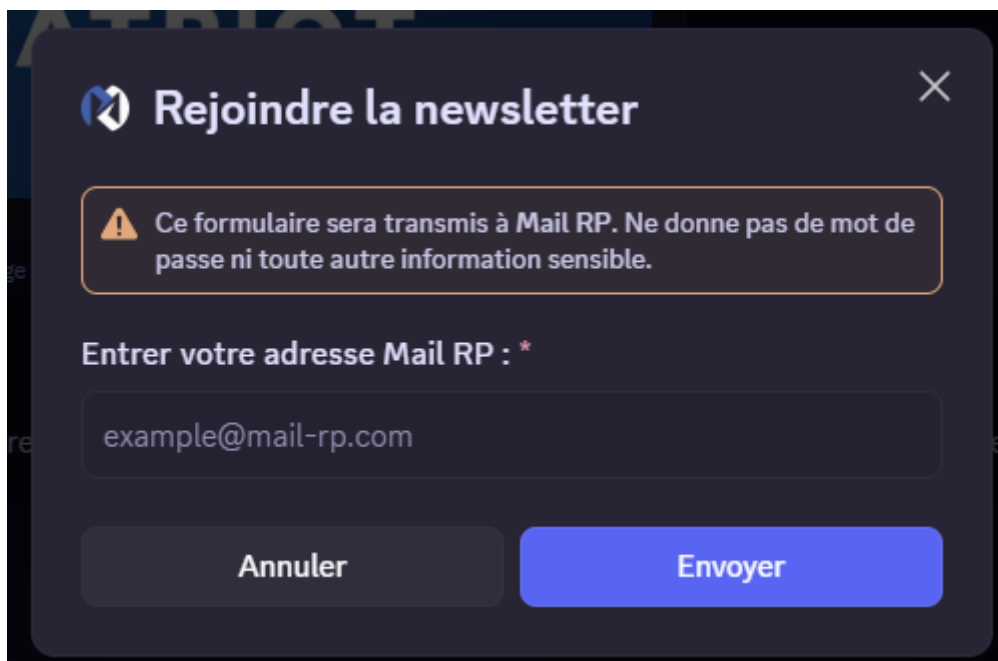 Rejoindre la newsletter
Ce formulaire sera transmis à Mail RP. Ne donne pas de mot de
passe ni toute autre information sensible.
Entrer votre adresse Mail RP : *
example@mail-rp.com
Annuler
Envoyer